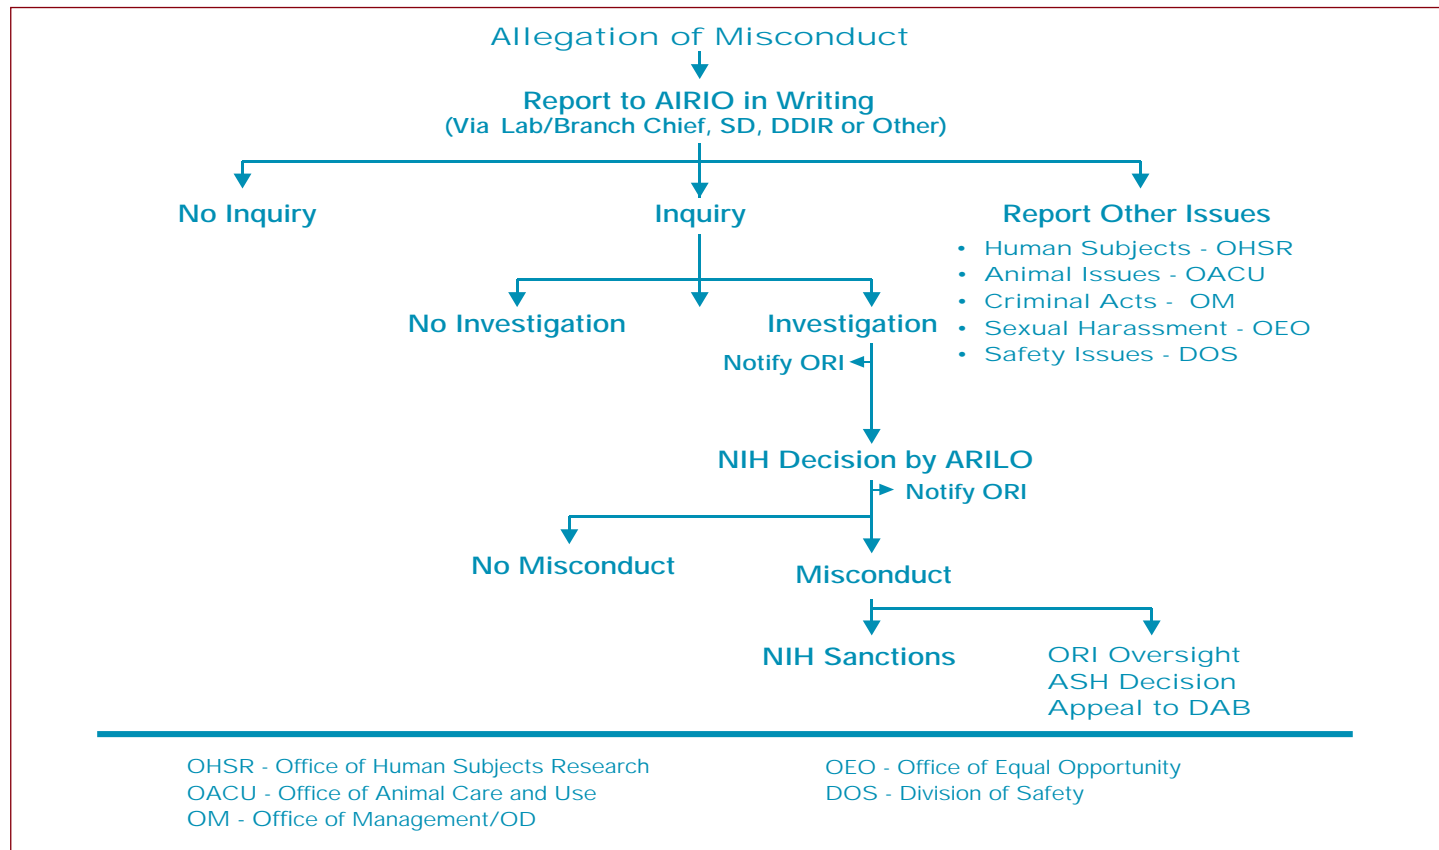 Allegation of Misconduct
Report to AIRIO in Writing
(Via Lab/Branch Chief, SD, DDIR or Other)
No Inquiry
Inquiry
Report Other Issues
• Human Subjects - OHSR
• Animal Issues - OACU
• Criminal Acts - OM
• Sexual Harassment - OEO
• Safety Issues - DOS
No Investigation
Investigation
Notify ORI
NIH Decision by ARILO
Notify ORI
No Misconduct
Misconduct
NIH Sanctions
ORI Oversight
ASH Decision
Appeal to DAB
OHSR - Office of Human Subjects Research
OACU - Office of Animal Care and Use
OM - Office of Management/OD
OEO - Office of Equal Opportunity
DOS - Division of Safety